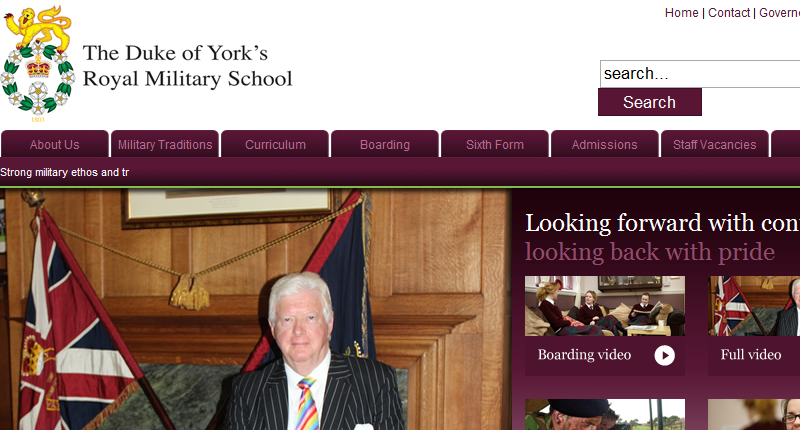 Home | Contact | Govern
The Duke of York's
Royal Military School
1803
search...
Search
About Us
Military Traditions
Curriculum
Boarding
Sixth Form
Admissions
Staff Vacancies
Strong military ethos and tr
Looking forward with con
looking back with pride
Boarding video
Full video